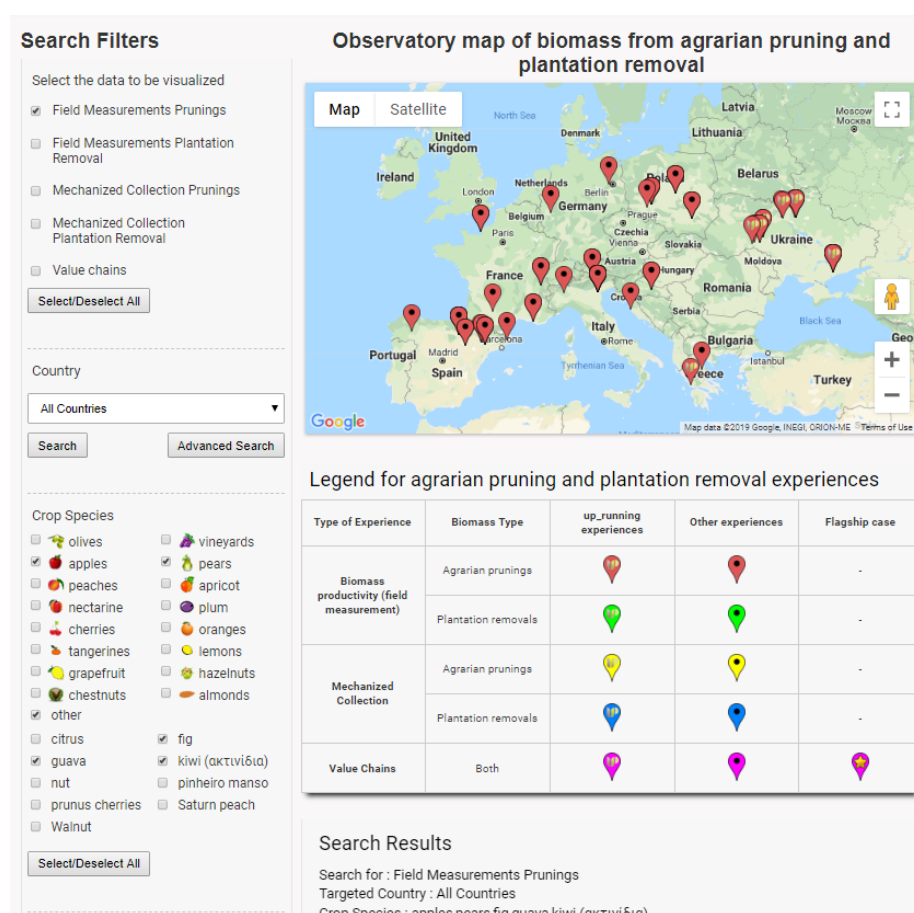 Search Filters
Select the data to be visualized
Field Measurements Prunings
Field Measurements Plantation
Removal
Mechanized Collection Prunings
Mechanized Collection
Plantation Removal
Value chains
Select/Deselect All
Country
All Countries
Search
Advanced Search
Crop Species
olives
vineyards
apples
pears
peaches
apricot
nectarine
plum
cherries
oranges
tangerines
lemons
grapefruit
hazelnuts
chestnuts
almonds
other
citrus
fig
guava
kiwi (ακτινίδια)
nut
pinheiro manso
prunus cherries
Saturn peach
Walnut
Select/Deselect All
Observatory map of biomass from agrarian pruning and
plantation removal
Map
Satellite
North Sea
Denmark
Latvia
Moscow
Москва
Lithuania
United
Kingdom
Ireland
London
Netherlands
Berlin
Belarus
Belgium
Germany
Prague
Paris
Czechia
Vienna
Slovakia
Ukraine
Austria
Moldova
France
Hungary
Romania
Serbia
Black Sea
Italy
Rome
Bulgaria
Portugal
Madrid
Spain
Tyrrhenian Sea
Istanbul
Turkey
Google
Map data ©2019 Google, INEGI, ORION-ME
Terms of Use
Legend for agrarian pruning and plantation removal experiences
Type of Experience
Biomass Type
up_running
experiences
Other experiences
Flagship case
Biomass
productivity (field
measurement)
Agrarian prunings
-
Plantation removals
-
Mechanized
Collection
Agrarian prunings
-
Plantation removals
-
Value Chains
Both
Search Results
Search for : Field Measurements Prunings
Targeted Country : All Countries
Crop Species : apples pears fig guava kiwi (ακτινίδια)